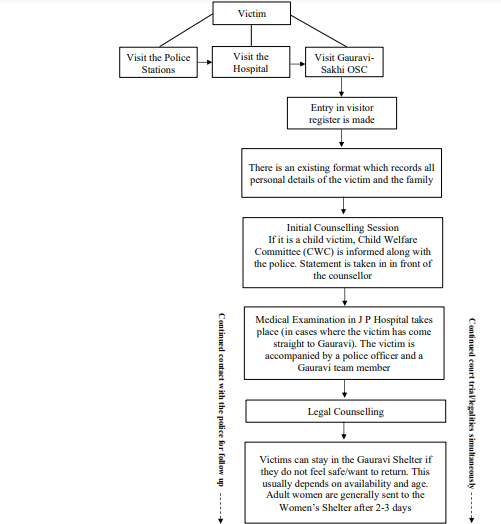 Victim
Visit the Police
Stations
Visit the
Hospital
Visit Gauravi-
Sakhi OSC
Entry in visitor
register is made
There is an existing format which records all
personal details of the victim and the family
Initial Counselling Session
If it is a child victim, Child Welfare
Committee (CWC) is informed along with
the police. Statement is taken in in front of
the counsellor
Medical Examination in J P Hospital takes
place (in cases where the victim has come
straight to Gauravi). The victim is
accompanied by a police officer and a
Gauravi team member
Legal Counselling
Victims can stay in the Gauravi Shelter if
they do not feel safe/want to return. This
usually depends on availability and age.
Adult women are generally sent to the
Women's Shelter after 2-3 days
Continued contact with the police for follow up
Continued court trial/legalities simultaneously